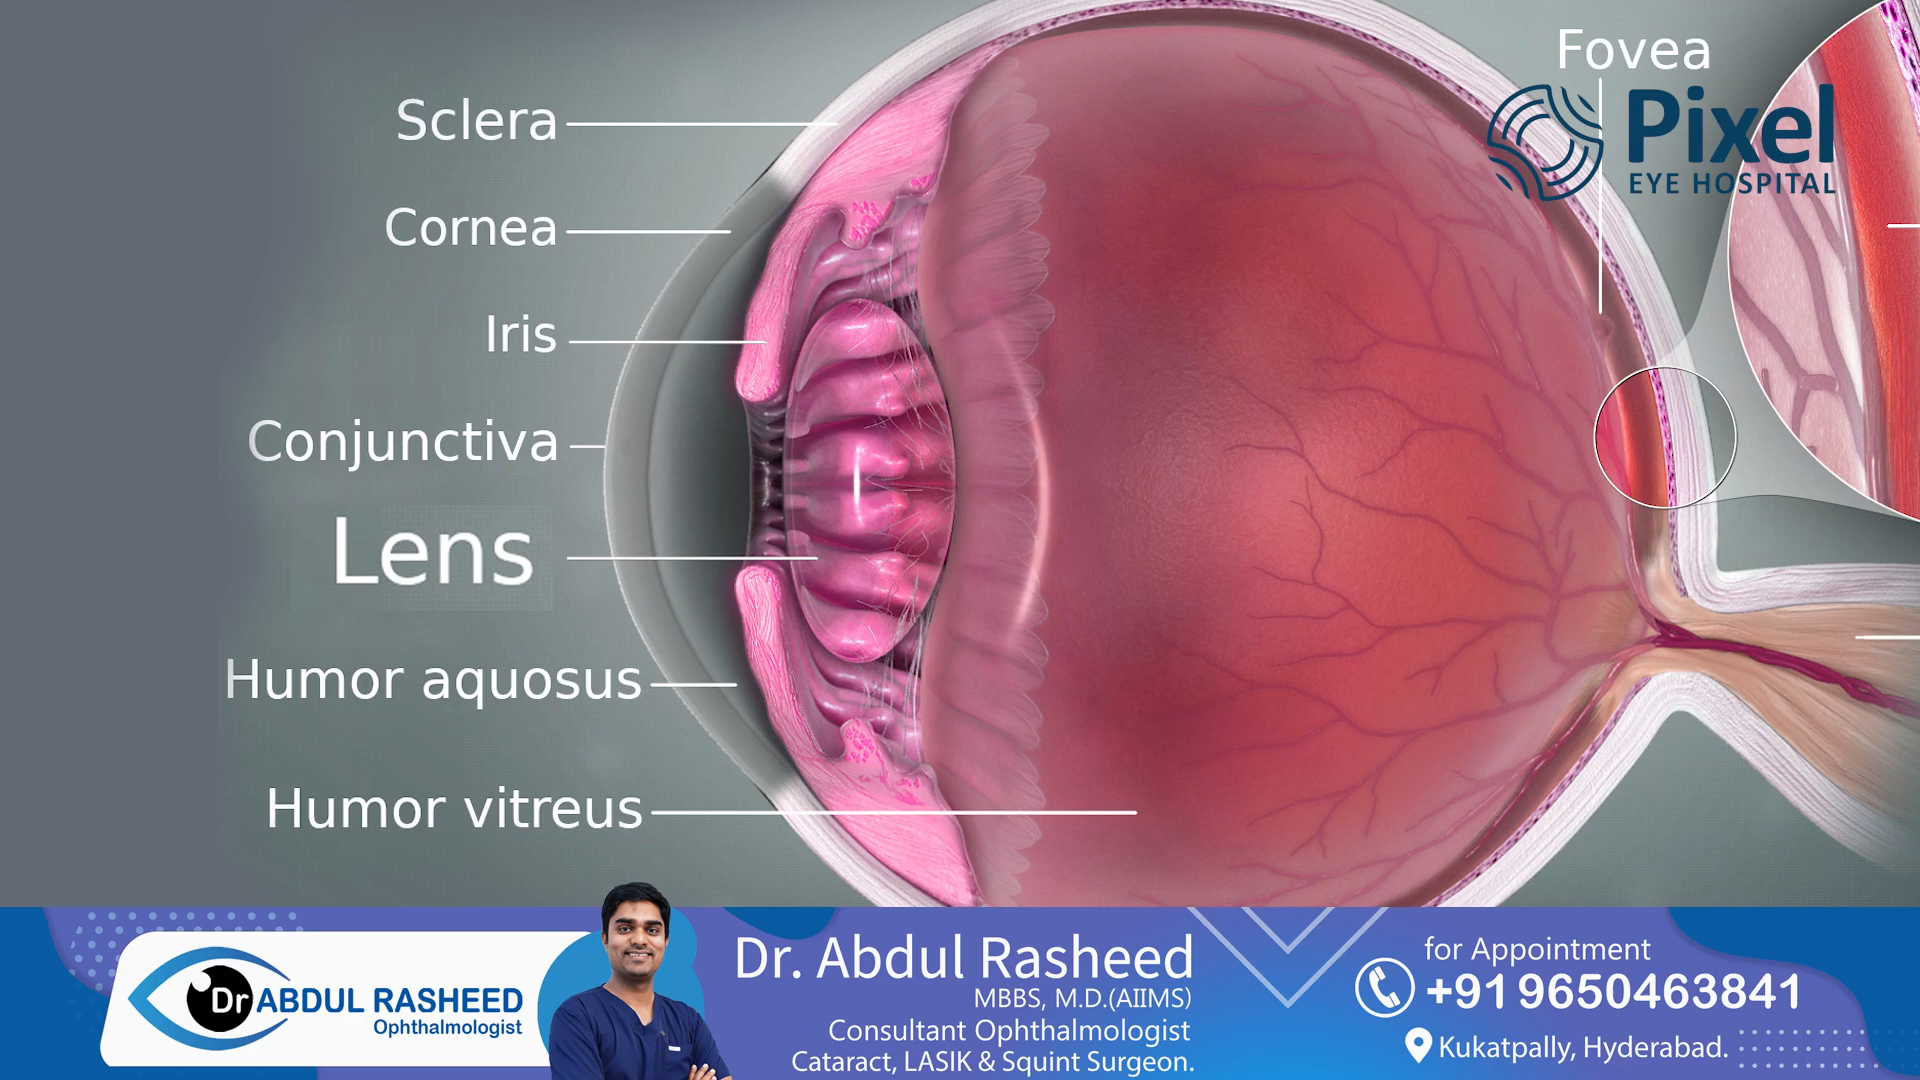 Fovea
Pixel
EYE HOSPITAL
Sclera
Cornea
Iris
Conjunctiva
Lens
Humor aquosus
Humor vitreus
Dr ABDUL RASHEED
Ophthalmologist
Dr. Abdul Rasheed
MBBS, M.D.(AIIMS)
Consultant Ophthalmologist
Cataract, LASIK & Squint Surgeon.
for Appointment
+91 9650463841
Kukatpally, Hyderabad.